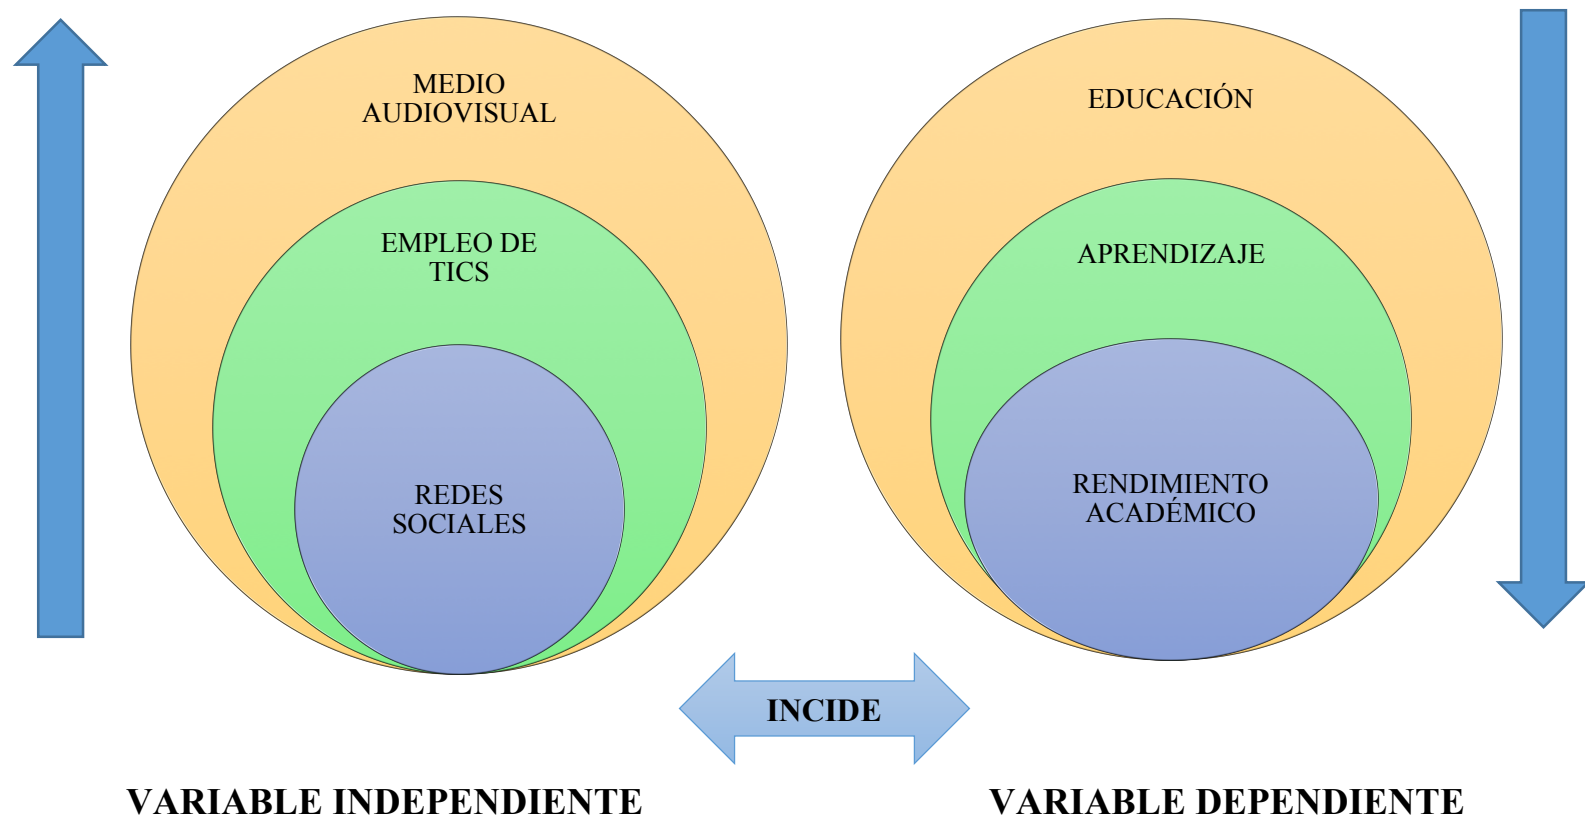 MEDIO
AUDIOVISUAL
EMPLEO DE
TICS
REDES
SOCIALES
EDUCACIÓN
APRENDIZAJE
RENDIMIENTO
ACADÉMICO
INCIDE
VARIABLE INDEPENDIENTE
VARIABLE DEPENDIENTE